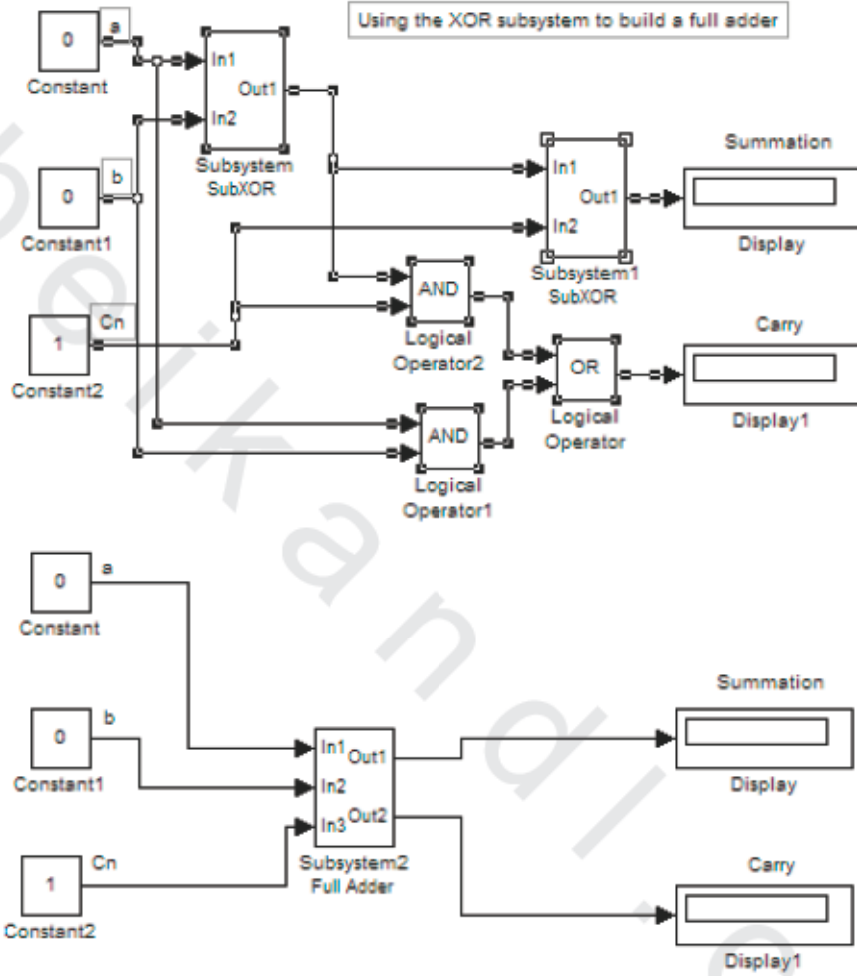 Using the XOR subsystem to build a full adder
0
a
Constant
In1
Out1
In2
Subsystem
SubXOR
0
b
Constant1
In1
Out1
In2
Subsystem1
SubXOR
Summation
Display
1
Cn
Constant2
AND
Logical
Operator2
OR
Logical
Operator
Carry
Display1
AND
Logical
Operator1
0
a
Constant
0
b
Constant1
1
Cn
Constant2
In1
Out1
In2
Out2
In3
Subsystem2
Full Adder
Summation
Display
Carry
Display1